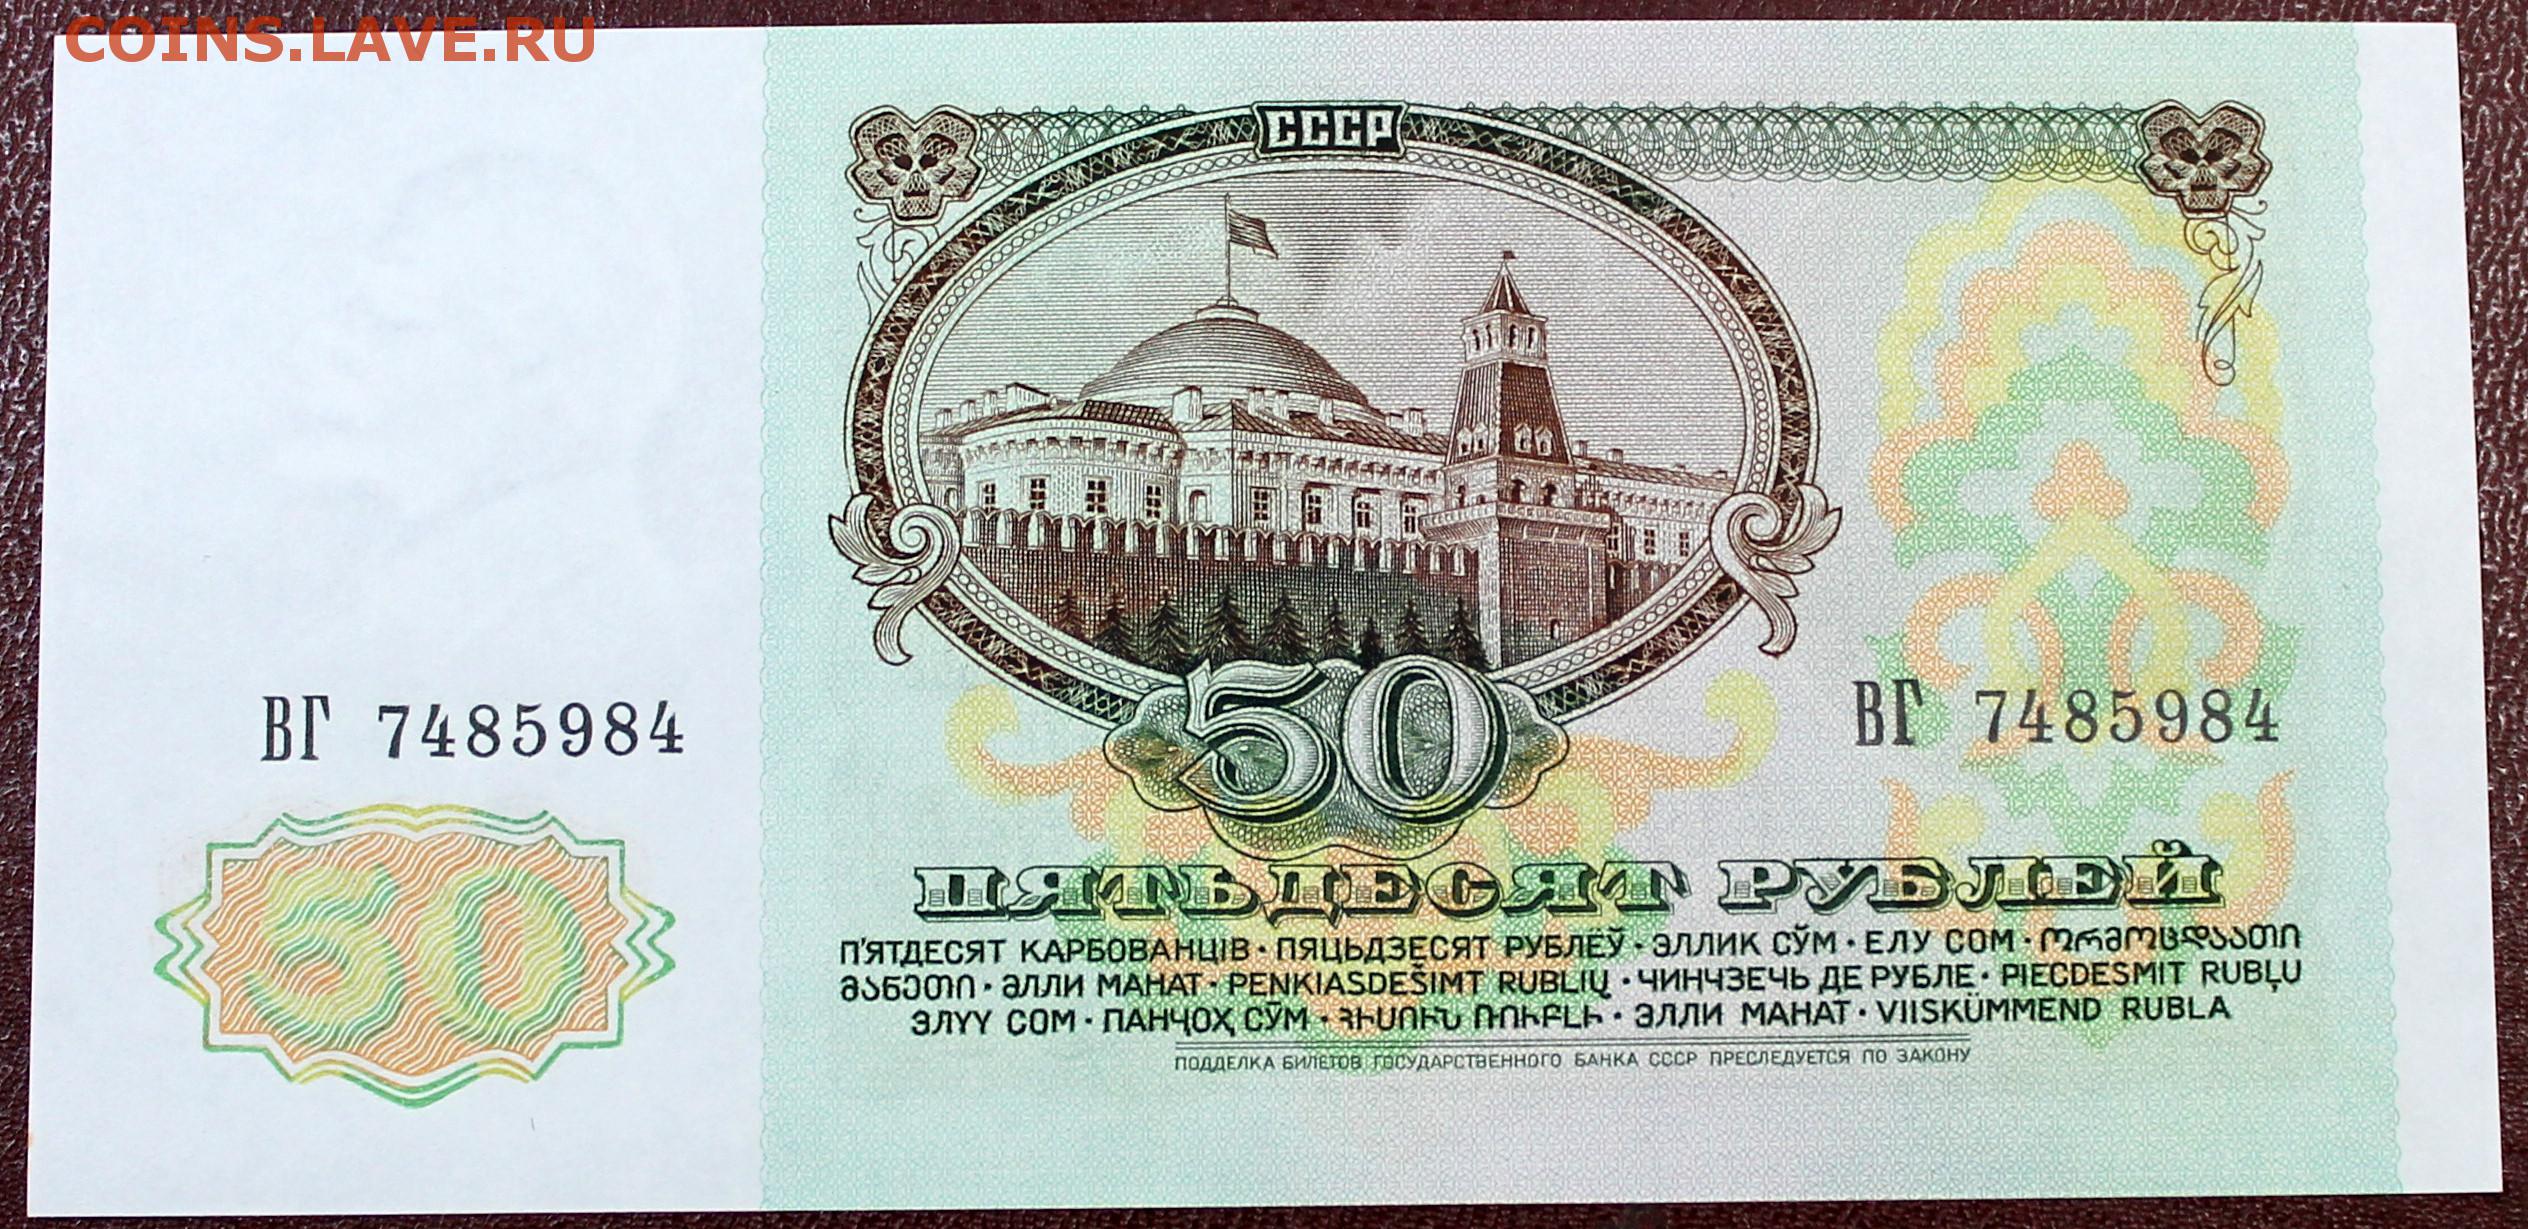 COINS.LAVE.RU
СССР
ВГ 7485984
ВГ 7485984
50
50
ПЯТЬДЕСЯТ РУБЛЕЙ
П'ЯТДЕСЯТ КАРБОВАНЦІВ · ПЯЦЬДЗЕСЯТ РУБЛЁЎ · ЭЛЛИК СЎМ · ЕЛУ СОМ · ორმოცდაათი
მანეთი · ƏЛЛИ МАНАТ · PENKIASDEŠIMT RUBLIŲ · ЧИНЧЗЕЧЬ ДЕ РУБЛЕ · PIECDESMIT RUBĻU
ЭЛҮҮ СОМ · ПАНҶОҲ СӮМ · ՀԻՍՈՒՆ ՌՈՒԲԼԻ · ЭЛЛИ МАНАТ · VIISKÜMMEND RUBLA
ПОДДЕЛКА БИЛЕТОВ ГОСУДАРСТВЕННОГО БАНКА СССР ПРЕСЛЕДУЕТСЯ ПО ЗАКОНУ